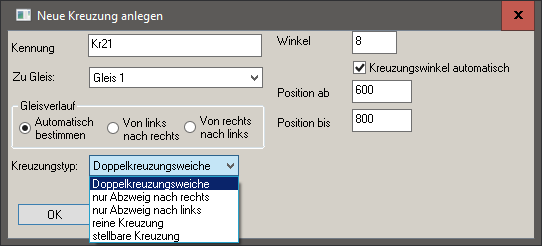 Neue Kreuzung anlegen
x
Kennung
Kr21
Winkel
8
Zu Gleis:
Gleis 1
Kreuzungswinkel automatisch
Position ab
600
Gleisverlauf
Automatisch
bestimmen
Von links
nach rechts
Von rechts
nach links
Position bis
800
Kreuzungstyp:
Doppelkreuzungsweiche
Doppelkreuzungsweiche
nur Abzweig nach rechts
nur Abzweig nach links
reine Kreuzung
stellbare Kreuzung
OK